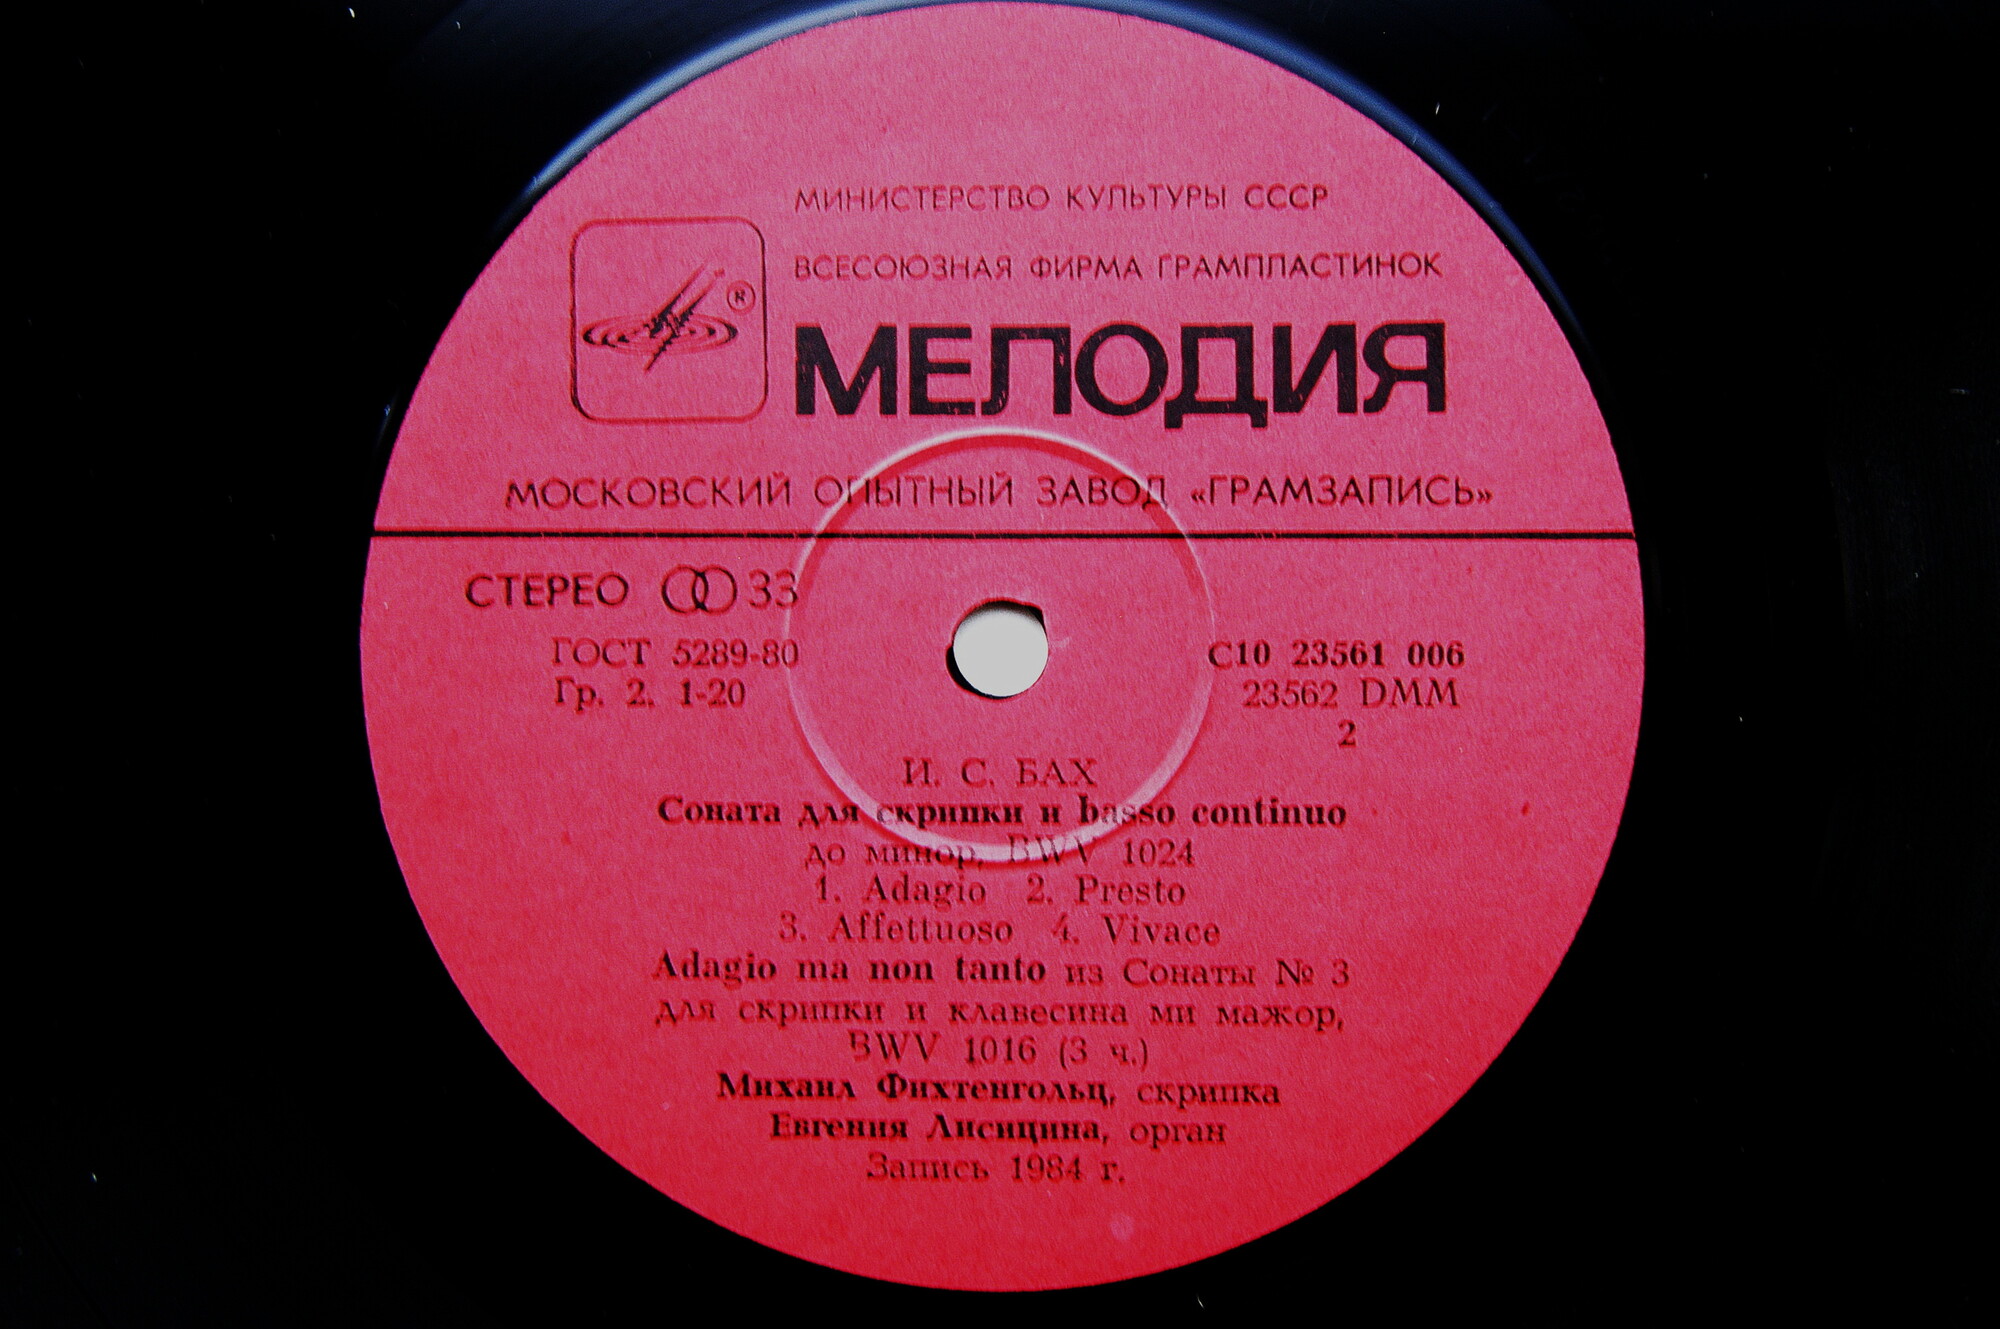 МИНИСТЕРСТВО КУЛЬТУРЫ СССР
ВСЕСОЮЗНАЯ ФИРМА ГРАМПЛАСТИНОК
®
МЕЛОДИЯ
МОСКОВСКИЙ ОПЫТНЫЙ ЗАВОД «ГРАМЗАПИСЬ»
СТЕРЕО 33
ГОСТ 5289-80
Гр. 2. 1-20
С10 23561 006
23562 DMM
2
И. С. БАХ
Соната для скрипки и basso continuo
до минор, BWV 1024
1. Adagio 2. Presto
3. Affettuoso 4. Vivace
Adagio ma non tanto из Сонаты № 3
для скрипки и клавесина ми мажор,
BWV 1016 (3 ч.)
Михаил Фихтенгольц, скрипка
Евгения Лисицина, орган
Запись 1984 г.